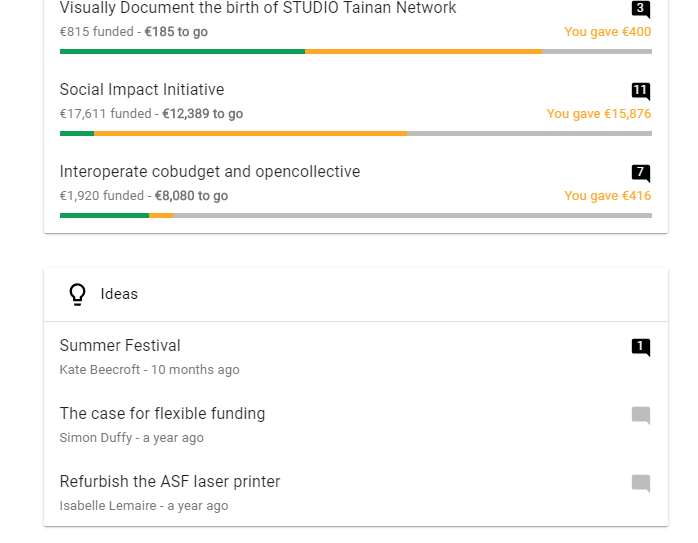 Visually Document the birth of STUDIO Tainan Network
3
€815 funded - €185 to go
You gave €400
Social Impact Initiative
11
€17,611 funded - €12,389 to go
You gave €15,876
Interoperate cobudget and opencollective
7
€1,920 funded - €8,080 to go
You gave €416
Ideas
Summer Festival
1
Kate Beecroft - 10 months ago
The case for flexible funding
Simon Duffy - a year ago
Refurbish the ASF laser printer
Isabelle Lemaire - a year ago